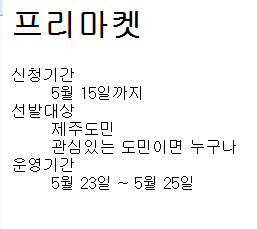 프리마켓
신청기간
5월 15일까지
선발대상
제주도민
관심있는 도민이면 누구나
운영기간
5월 23일 ~ 5월 25일